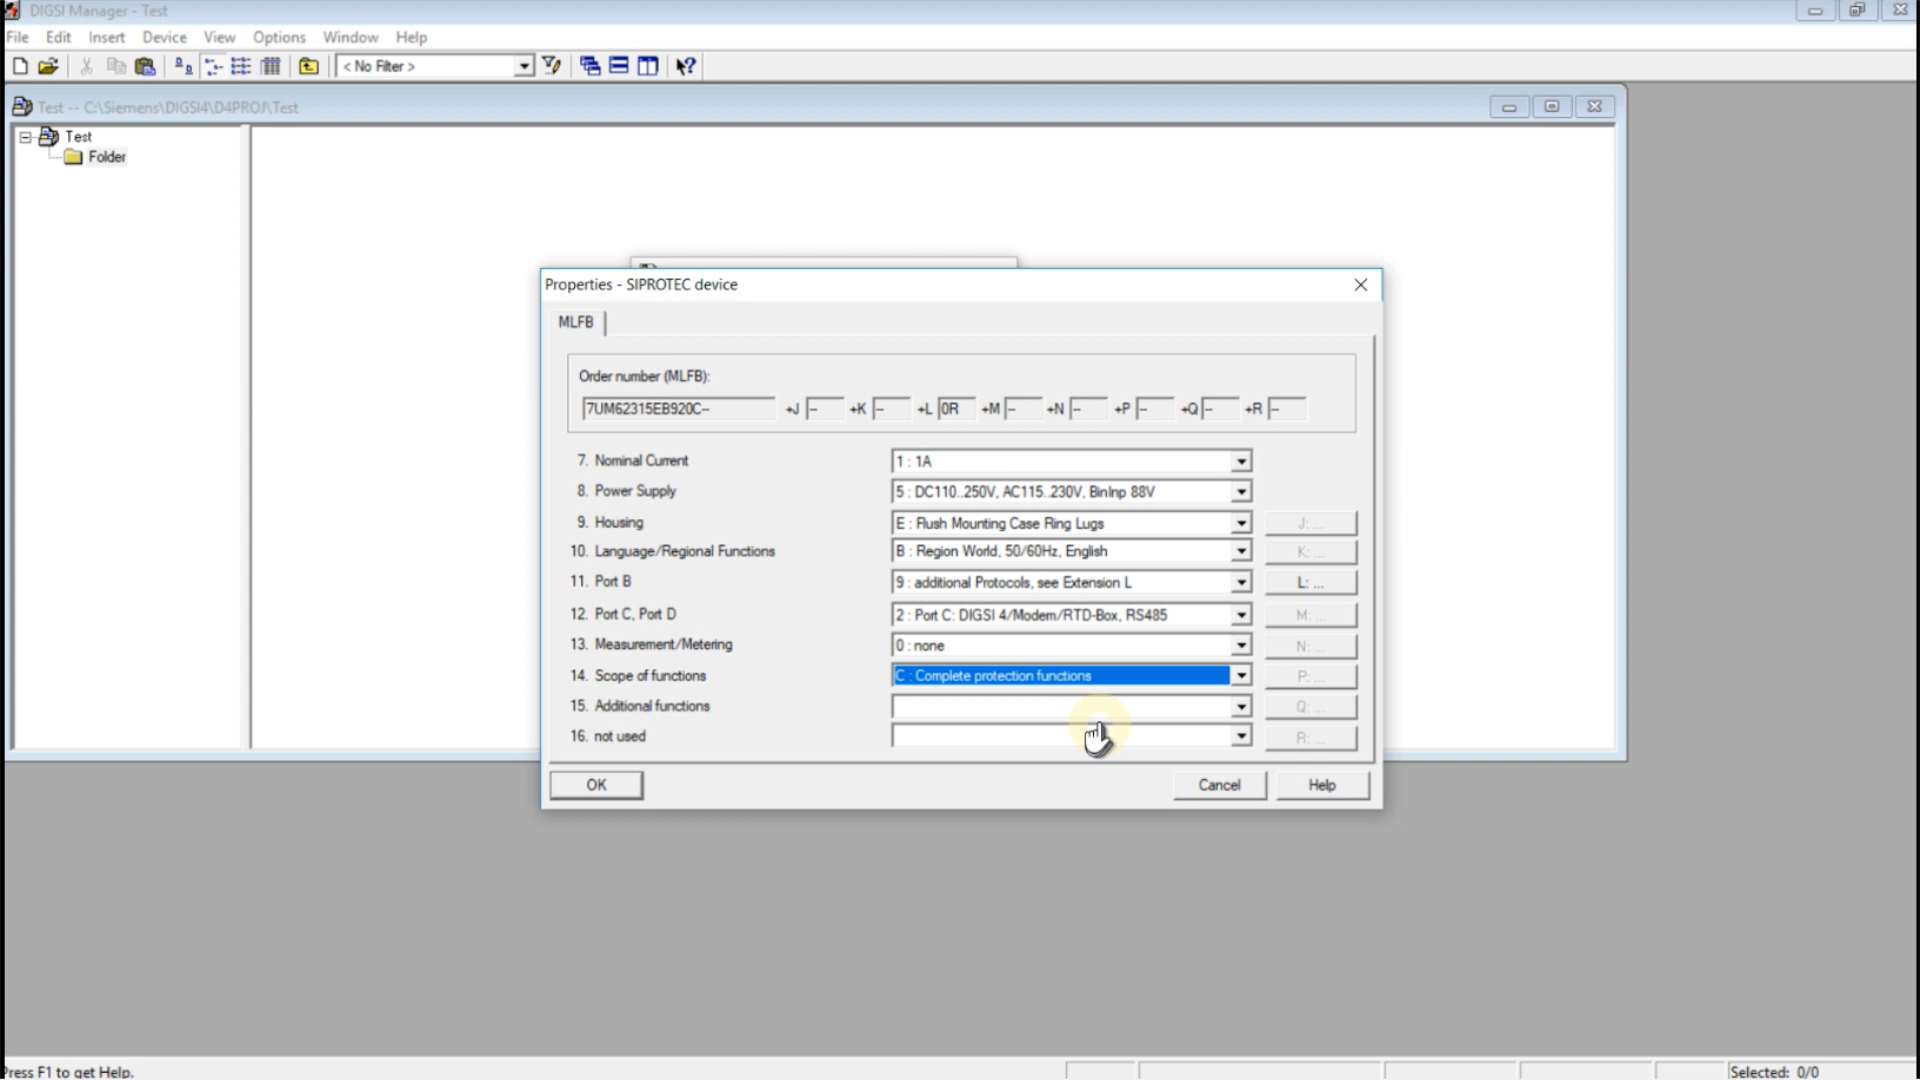 DIGSI Manager - Test
File Edit Insert Device View Options Window Help
< No Filter >
Test -- C:\Siemens\DIGSI4\D4PROJ\Test
Test
Folder
Properties - SIPROTEC device
MLFB
Order number (MLFB):
7UM62315EB920C-- +J -- +K -- +L 0R +M -- +N -- +P -- +Q -- +R --
7. Nominal Current 1 : 1A
8. Power Supply 5 : DC110..250V, AC115..230V, BinInp 88V
9. Housing E : Flush Mounting Case Ring Lugs J: ...
10. Language/Regional Functions B : Region World, 50/60Hz, English K: ...
11. Port B 9 : additional Protocols, see Extension L L: ...
12. Port C, Port D 2 : Port C: DIGSI 4/Modem/RTD-Box, RS485 M: ...
13. Measurement/Metering 0 : none N: ...
14. Scope of functions C : Complete protection functions P: ...
15. Additional functions Q: ...
16. not used R: ...
OK Cancel Help
Press F1 to get Help. Selected: 0/0